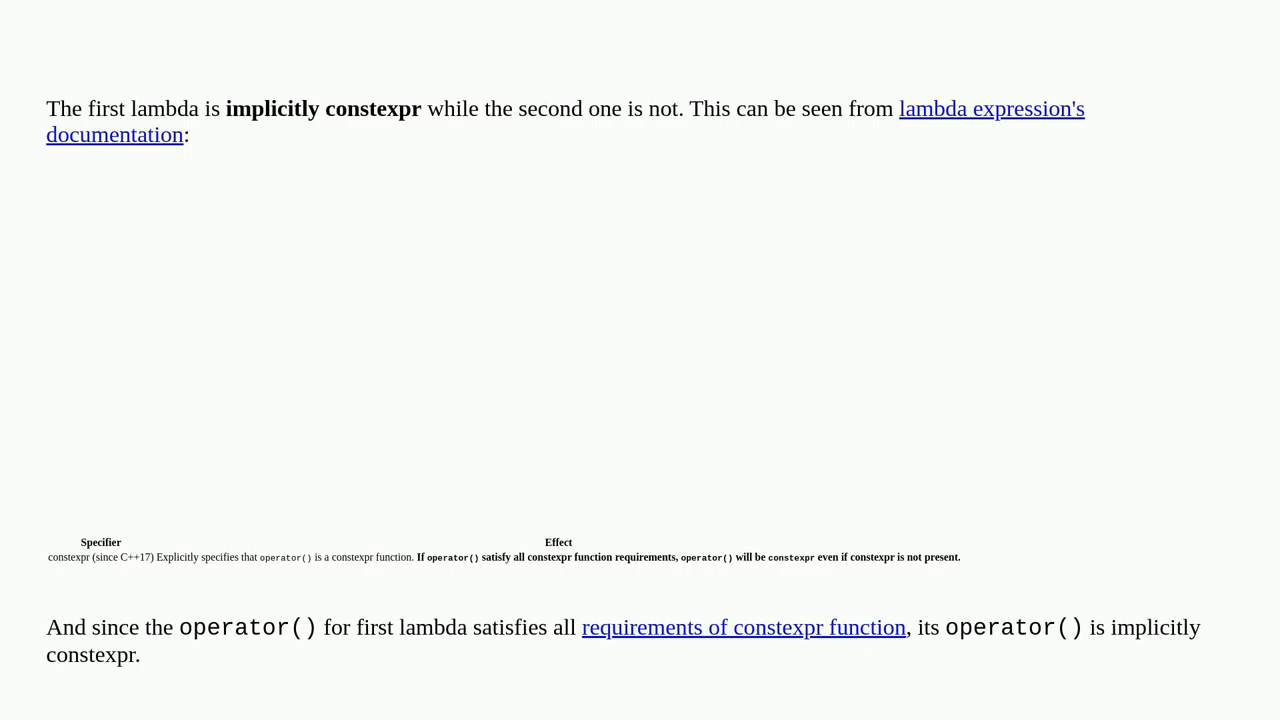 The first lambda is implicitly constexpr while the second one is not. This can be seen from lambda expression's
documentation:
Specifier Effect
constexpr (since C++17) Explicitly specifies that operator() is a constexpr function. If operator() satisfy all constexpr function requirements, operator() will be constexpr even if constexpr is not present.
And since the operator() for first lambda satisfies all requirements of constexpr function, its operator() is implicitly
constexpr.